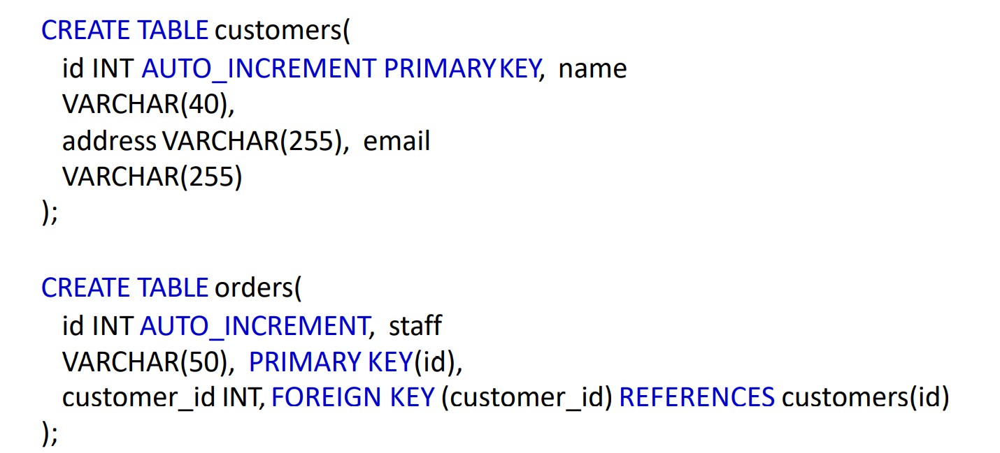 CREATE TABLE customers(
id INT AUTO_INCREMENT PRIMARY KEY, name
VARCHAR(40),
address VARCHAR(255), email
VARCHAR(255)
);
CREATE TABLE orders(
id INT AUTO_INCREMENT, staff
VARCHAR(50), PRIMARY KEY(id),
customer_id INT, FOREIGN KEY (customer_id) REFERENCES customers(id)
);